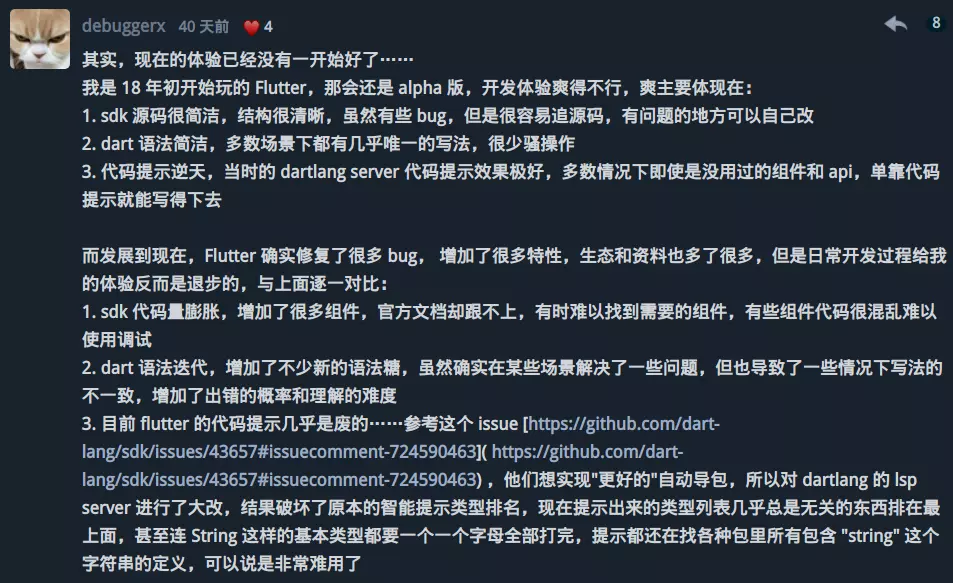 debuggerx 40 天前 4 8
其实，现在的体验已经没有一开始好了……
我是 18 年初开始玩的 Flutter，那会还是 alpha 版，开发体验爽得不行，爽主要体现在：
1. sdk 源码很简洁，结构很清晰，虽然有些 bug，但是很容易追源码，有问题的地方可以自己改
2. dart 语法简洁，多数场景下都有几乎唯一的写法，很少骚操作
3. 代码提示逆天，当时的 dartlang server 代码提示效果极好，多数情况下即使是没用过的组件和 api，单靠代码
提示就能写得下去
而发展到现在，Flutter 确实修复了很多 bug， 增加了很多特性，生态和资料也多了很多，但是日常开发过程给我
的体验反而是退步的，与上面逐一对比：
1. sdk 代码量膨胀，增加了很多组件，官方文档却跟不上，有时难以找到需要的组件，有些组件代码很混乱难以
使用调试
2. dart 语法迭代，增加了不少新的语法糖，虽然确实在某些场景解决了一些问题，但也导致了一些情况下写法的
不一致，增加了出错的概率和理解的难度
3. 目前 flutter 的代码提示几乎是废的……参考这个 issue [https://github.com/dart-
lang/sdk/issues/43657#issuecomment-724590463]( https://github.com/dart-
lang/sdk/issues/43657#issuecomment-724590463) ，他们想实现"更好的"自动导包，所以对 dartlang 的 lsp
server 进行了大改，结果破坏了原本的智能提示类型排名，现在提示出来的类型列表几乎总是无关的东西排在最
上面，甚至连 String 这样的基本类型都要一个一个字母全部打完，提示都还在找各种包里所有包含 "string" 这个
字符串的定义，可以说是非常难用了